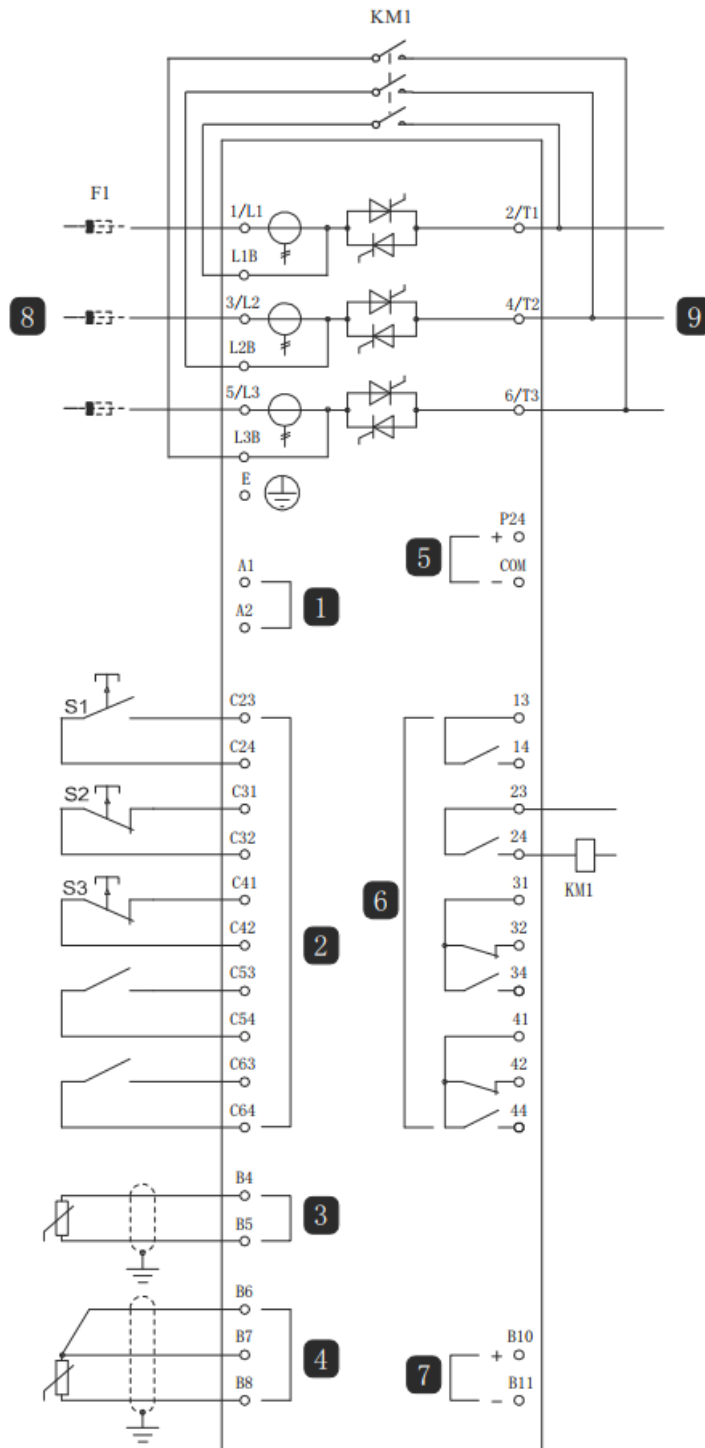 KM1
F1
1/L1
2/T1
L1B
8
3/L2
4/T2
9
L2B
5/L3
6/T3
L3B
E
P24
5
+
COM
-
A1
1
A2
S1
C23
13
C24
14
S2
C31
23
C32
24
KM1
S3
C41
31
6
C42
2
32
C53
34
C54
41
C63
42
C64
44
B4
3
B5
B6
B7
4
B10
7
+
B8
B11
-